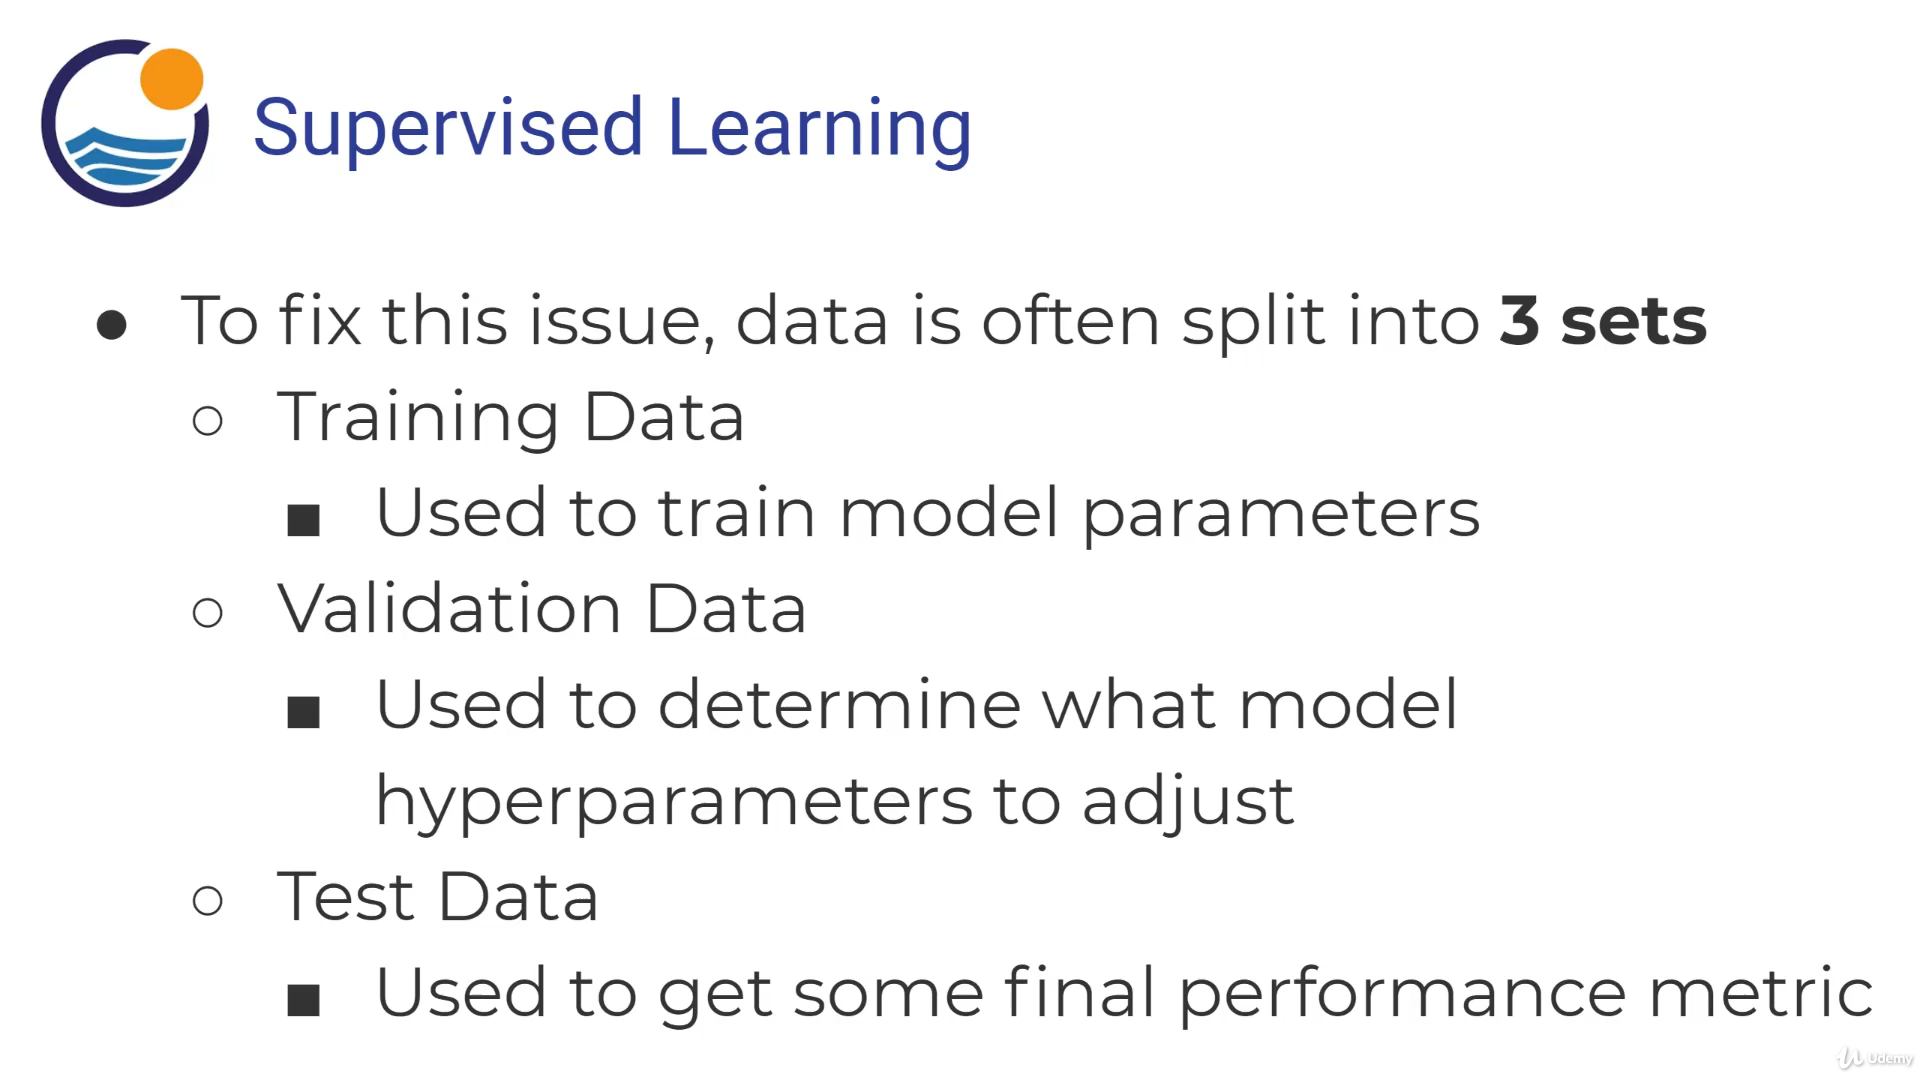 Supervised Learning
● To fix this issue, data is often split into 3 sets
○ Training Data
■ Used to train model parameters
○ Validation Data
■ Used to determine what model
hyperparameters to adjust
○ Test Data
■ Used to get some final performance metric
Udemy